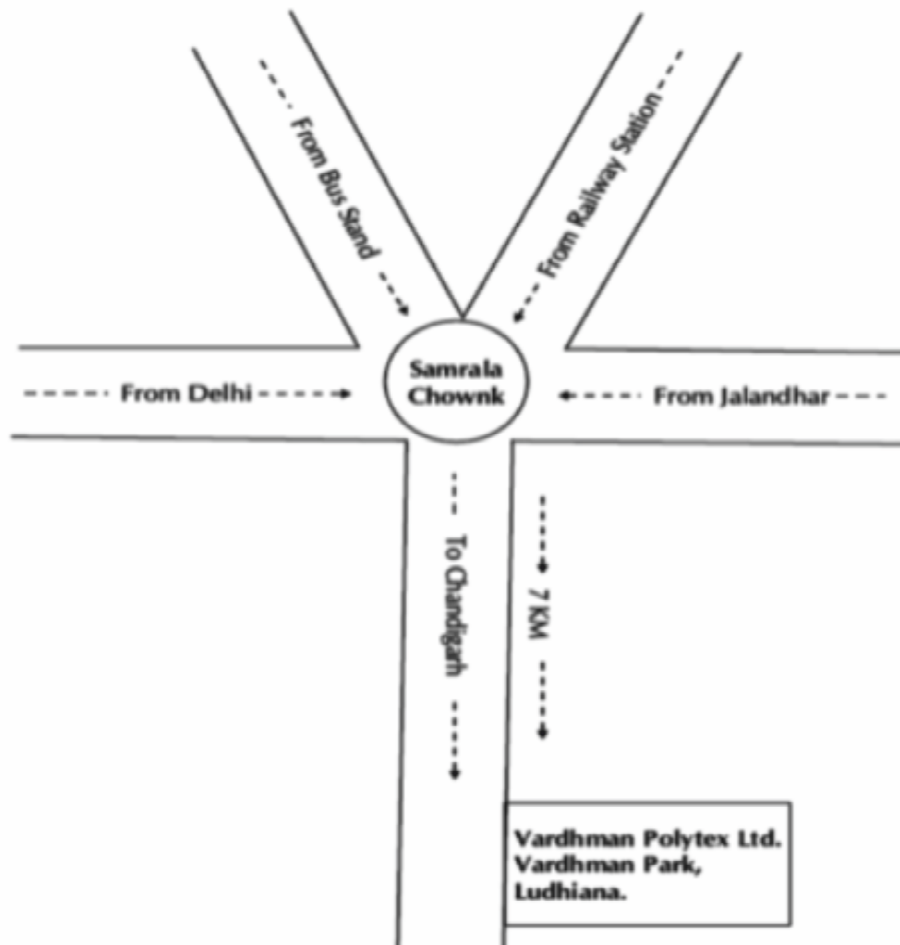 From Bus Stand
From Railway Station
Samrala
Chownk
From Delhi
From Jalandhar
To Chandigarh
7 KM
Vardhman Polytex Ltd.
Vardhman Park,
Ludhiana.